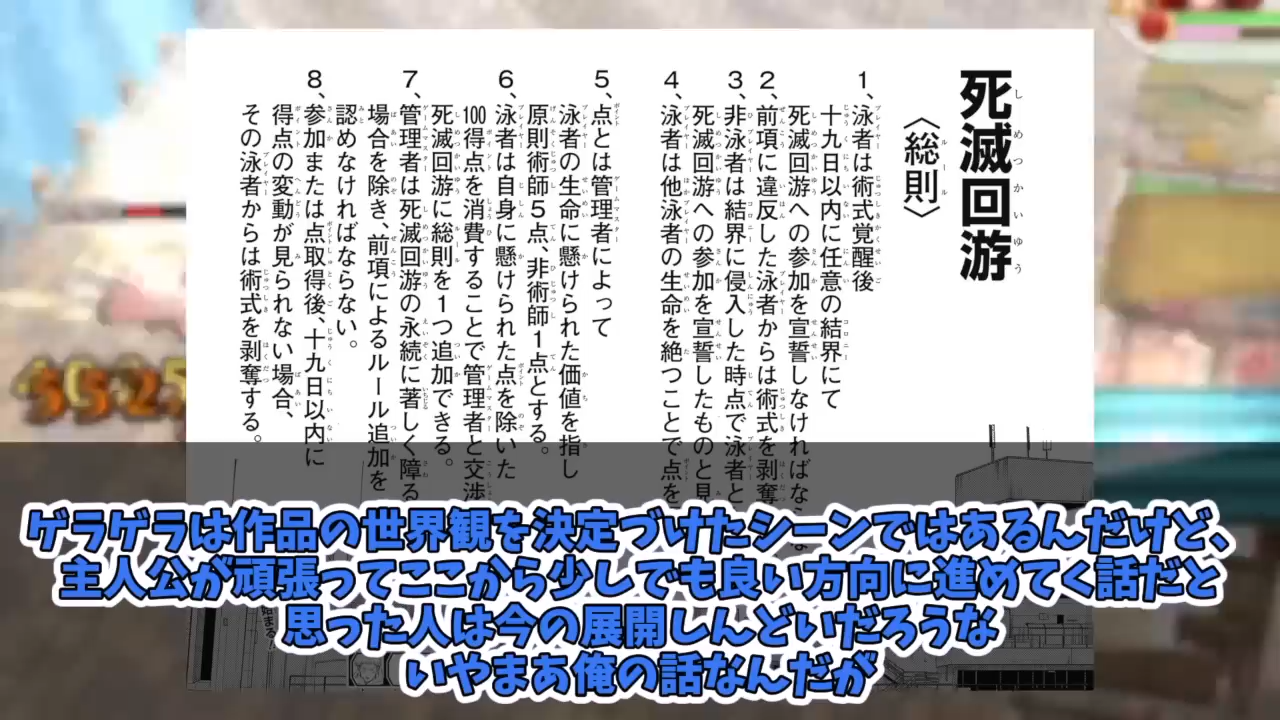 死滅回游
〈総則〉
1、泳者は術式覚醒後
十九日以内に任意の結界にて
死滅回游への参加を宣誓しなければな
2、前項に違反した泳者からは術式を剥奪
3、非泳者は結界に侵入した時点で泳者と
死滅回游への参加を宣誓したものと見
4、泳者は他泳者の生命を絶つことで点を
5、点とは管理者によって
泳者の生命に懸けられた価値を指し
原則術師5点、非術師1点とする。
6、泳者は自身に懸けられた点を除いた
100得点を消費することで管理者と交渉
死滅回游に総則を1つ追加できる。
7、管理者は死滅回游の永続に著しく障る
場合を除き、前項によるルール追加を
認めなければならない。
8、参加または点取得後、十九日以内に
得点の変動が見られない場合、
その泳者からは術式を剥奪する。
ゲラゲラは作品の世界観を決定づけたシーンではあるんだけど、
主人公が頑張ってここから少しでも良い方向に進めてく話だと
思った人は今の展開しんどいだろうな
いやまあ俺の話なんだが